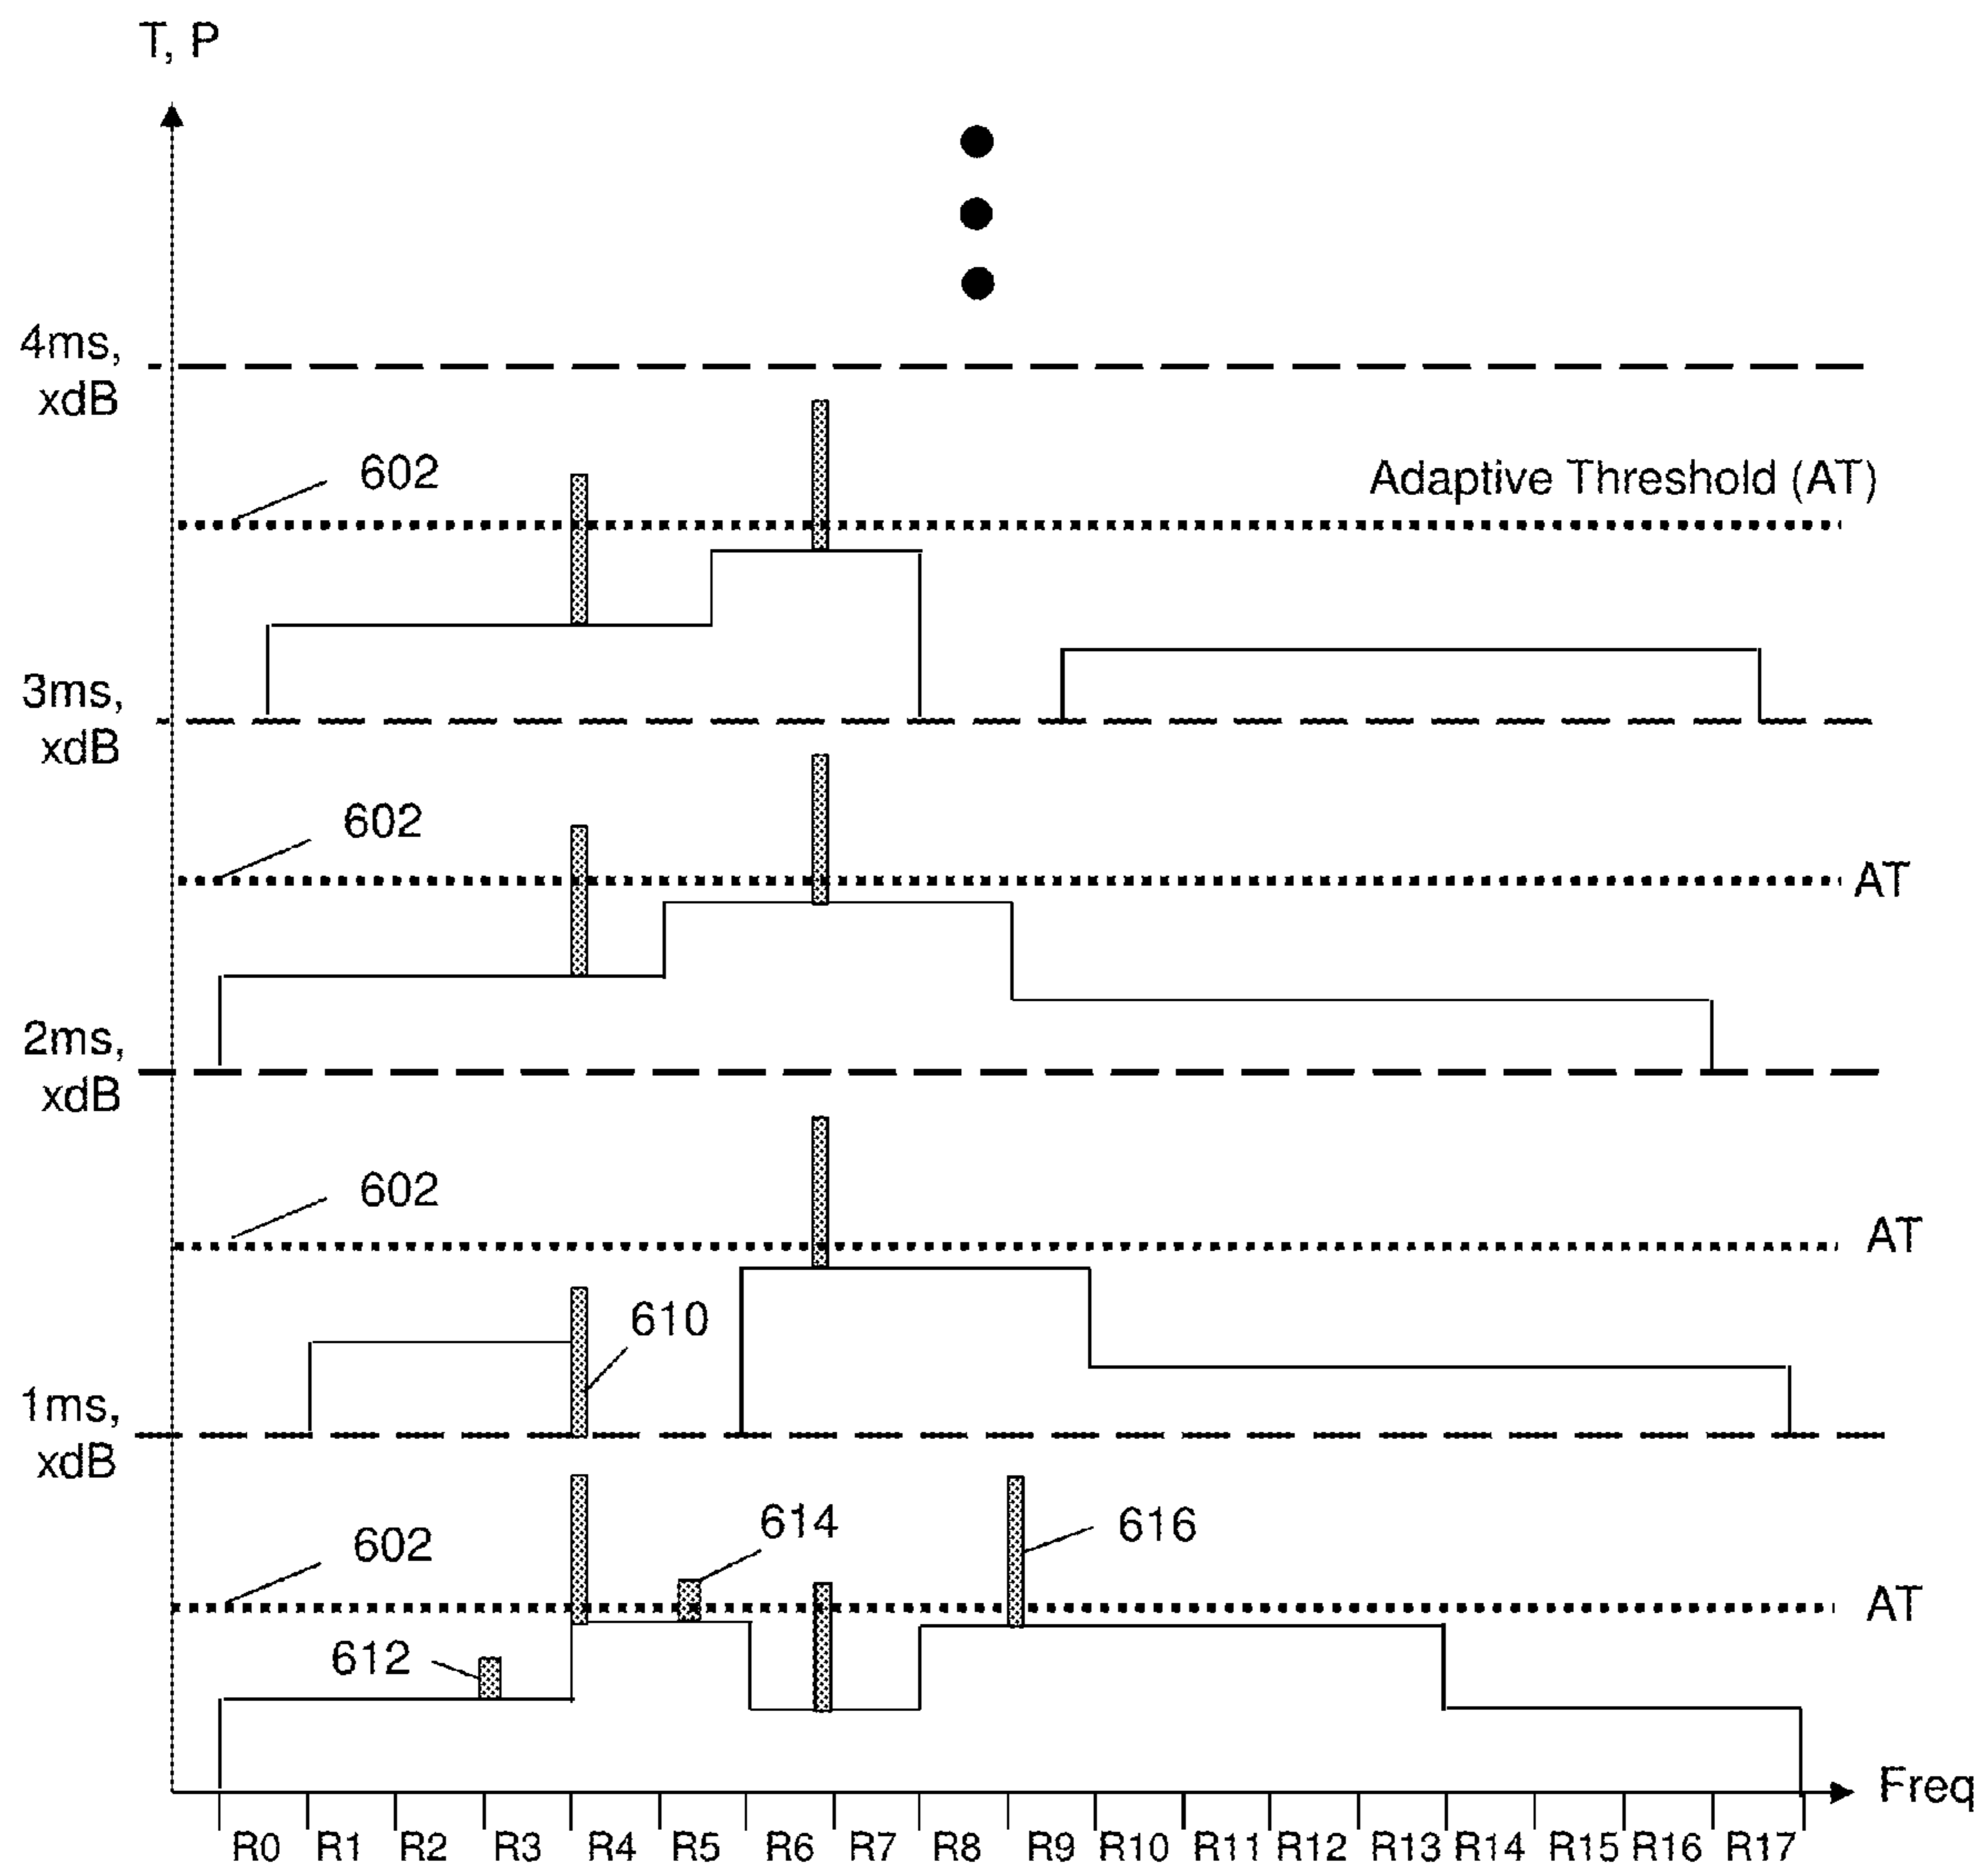 T, P
4ms,
xdB
602
Adaptive Threshold (AT)
3ms,
xdB
602
AT
2ms,
xdB
602
AT
610
1ms,
xdB
614
616
602
AT
612
Freq
R0 R1 R2 R3 R4 R5 R6 R7 R8 R9 R10 R11 R12 R13 R14 R15 R16 R17